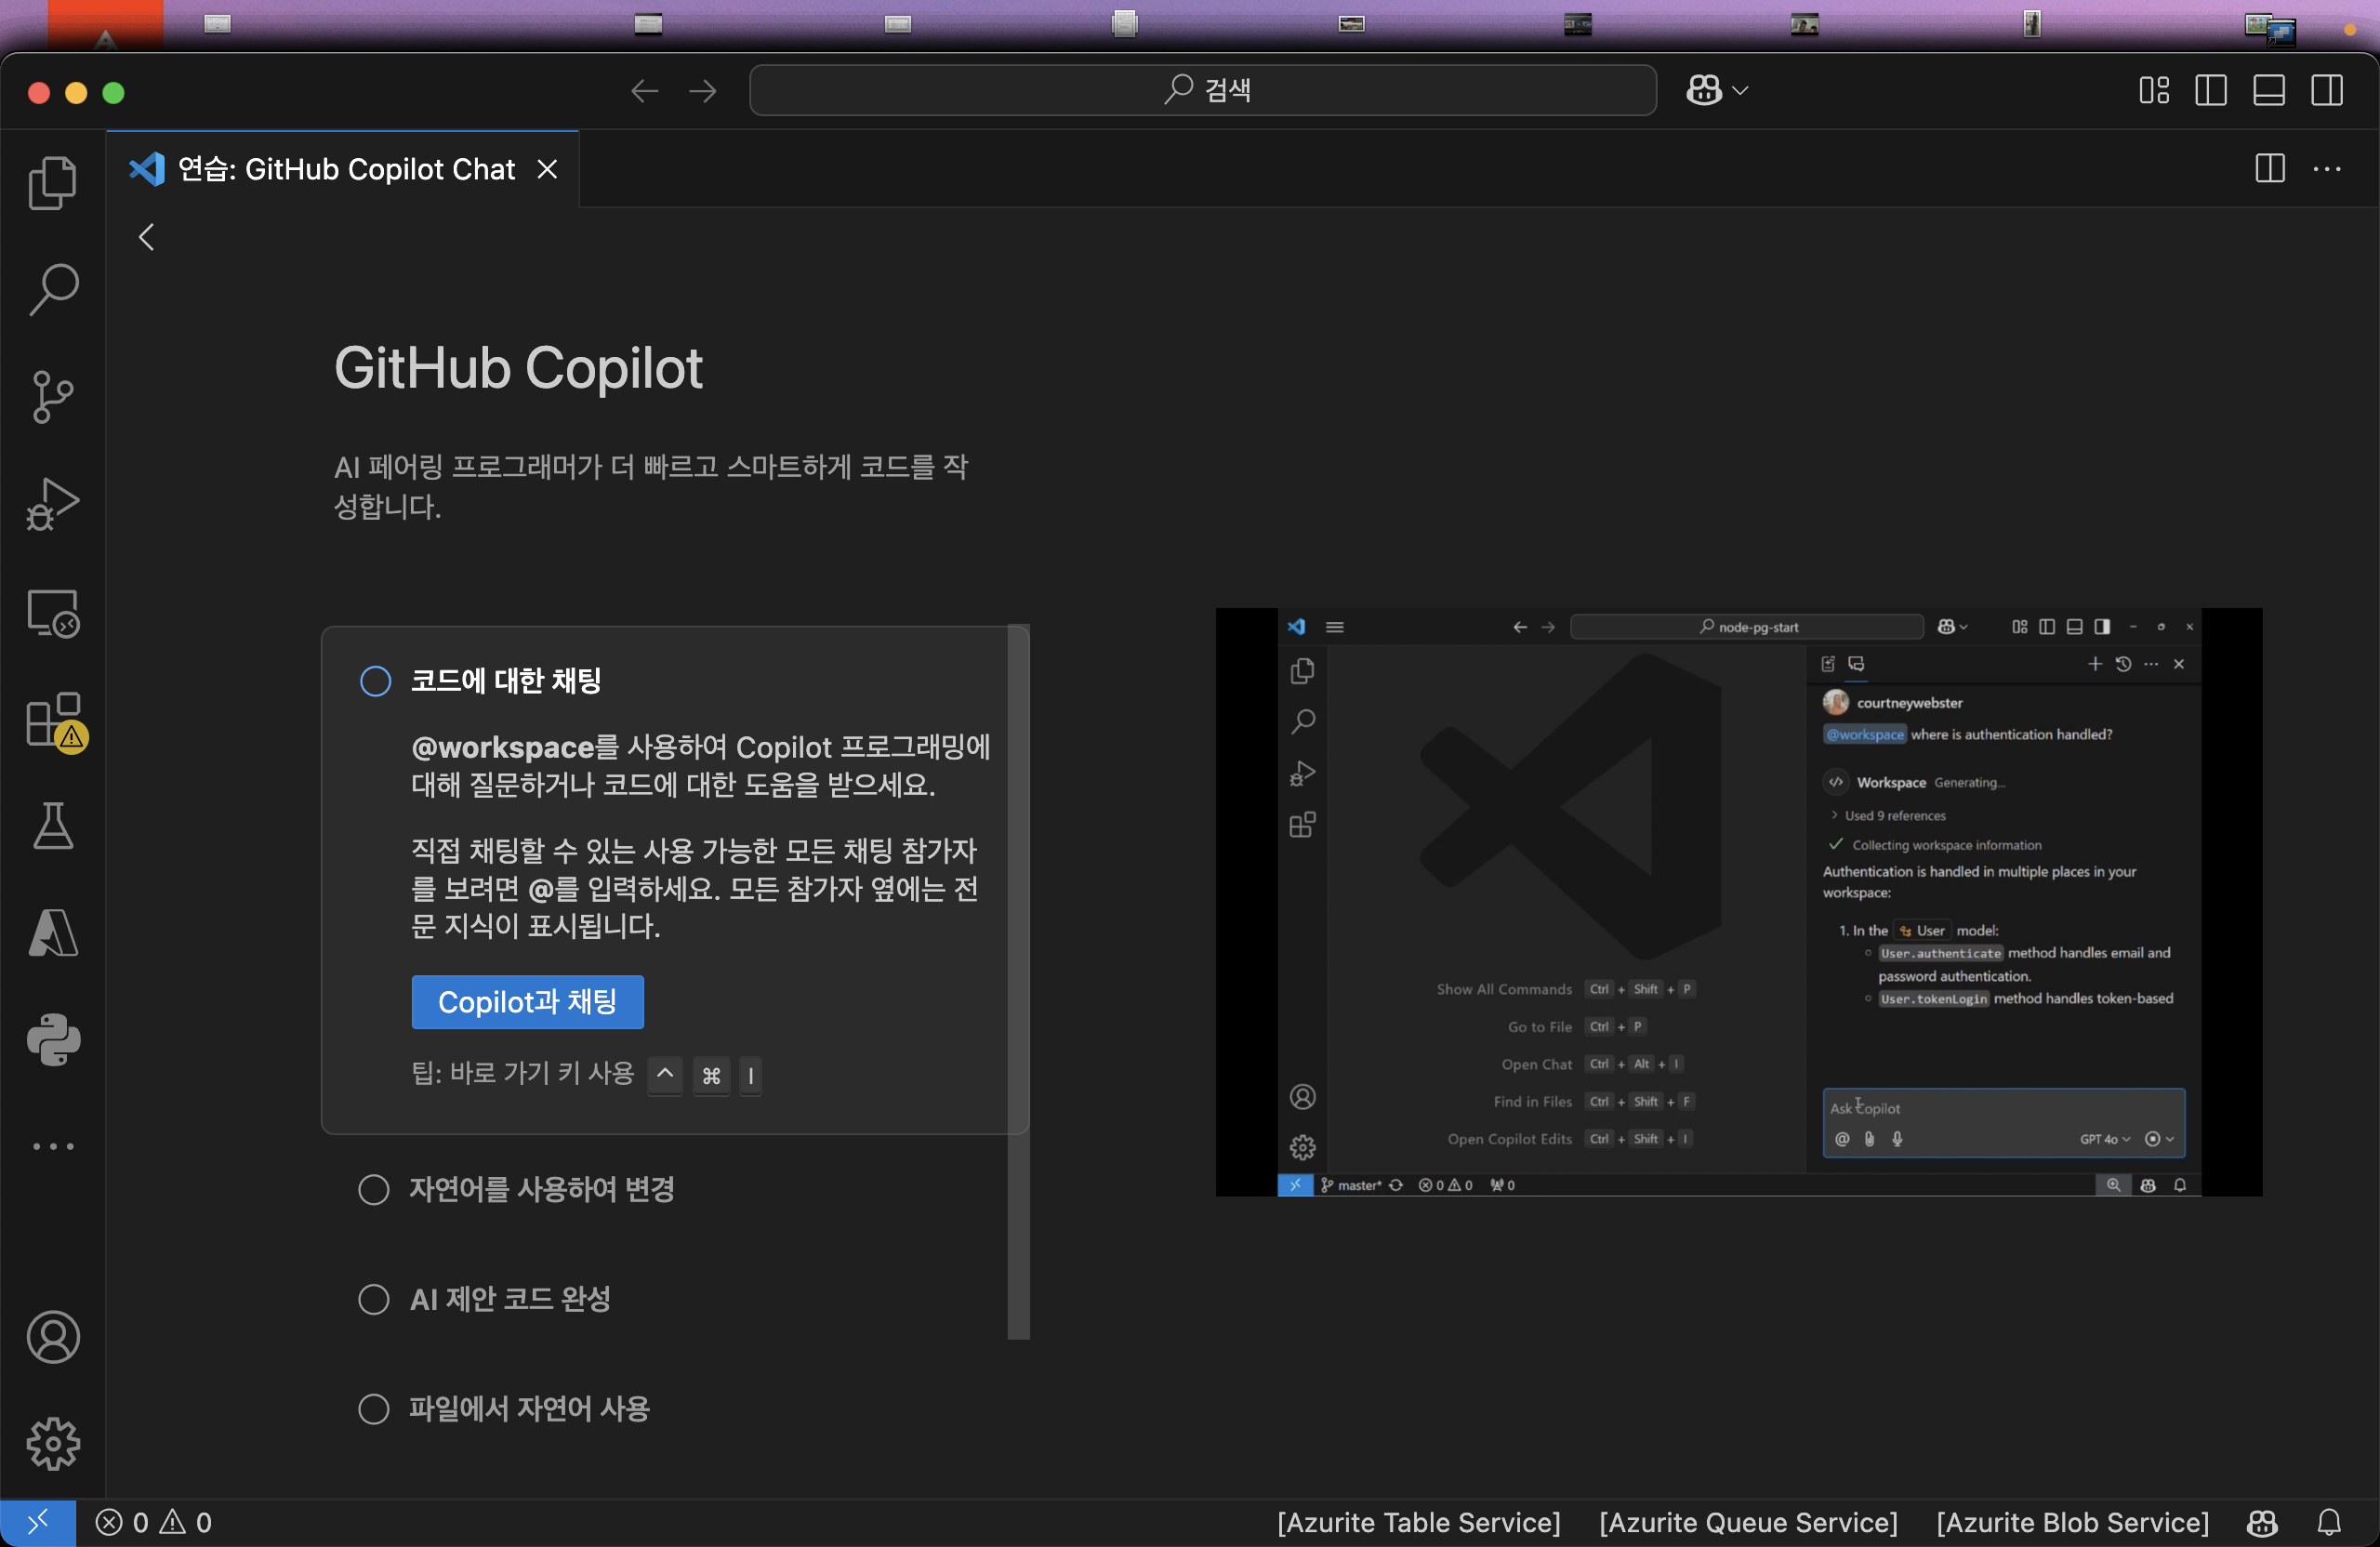 검색
연습: GitHub Copilot Chat
GitHub Copilot
AI 페어링 프로그래머가 더 빠르고 스마트하게 코드를 작
성합니다.
코드에 대한 채팅
@workspace를 사용하여 Copilot 프로그래밍에
대해 질문하거나 코드에 대한 도움을 받으세요.
직접 채팅할 수 있는 사용 가능한 모든 채팅 참가자
를 보려면 @를 입력하세요. 모든 참가자 옆에는 전
문 지식이 표시됩니다.
Copilot과 채팅
팁: 바로 가기 키 사용 ^ ⌘ I
자연어를 사용하여 변경
AI 제안 코드 완성
파일에서 자연어 사용
node-pg-start
courtneywebster
@workspace where is authentication handled?
Workspace Generating...
Used 9 references
Collecting workspace information
Authentication is handled in multiple places in your
workspace:
1. In the User model:
User.authenticate method handles email and
password authentication.
User.tokenLogin method handles token-based
Show All Commands Ctrl + Shift + P
Go to File Ctrl + P
Open Chat Ctrl + Alt + I
Find in Files Ctrl + Shift + F
Open Copilot Edits Ctrl + Shift + I
Ask Copilot
@ GPT 4o
master* 0 0 0
0 0 [Azurite Table Service] [Azurite Queue Service] [Azurite Blob Service]